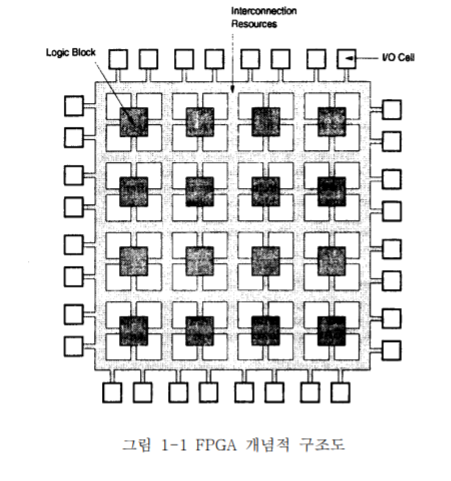 Interconnection
Resources
Logic Block
I/O Cell
그림 1-1 FPGA 개념적 구조도